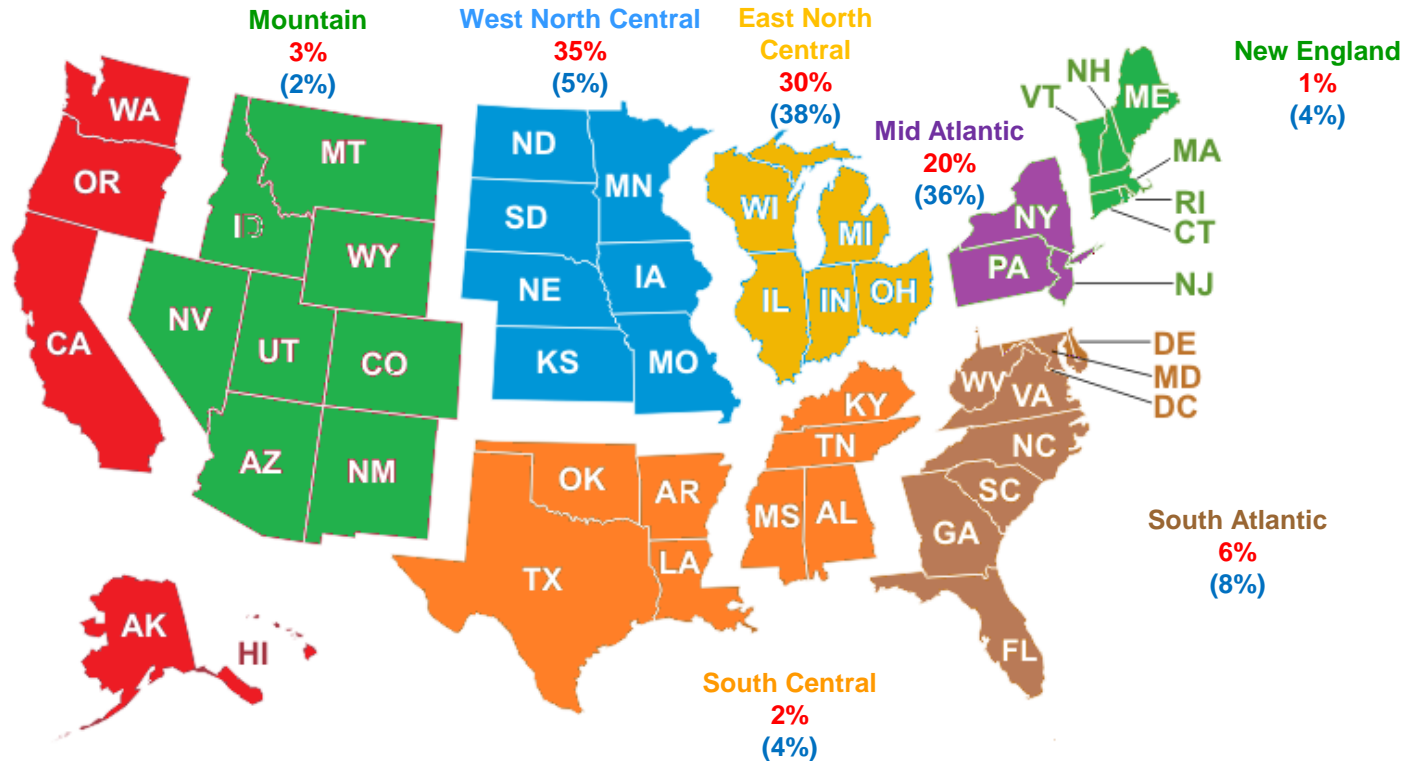 Mountain
3%
(2%)
West North Central
35%
(5%)
East North
Central
30%
(38%)
Mid Atlantic
20%
(36%)
New England
1%
(4%)
WA
OR
CA
AK
HI
MT
ID
WY
NV
UT
CO
AZ
NM
ND
MN
SD
NE
IA
KS
MO
WI
MI
IL
IN
OH
NY
PA
NJ
NH
VT
ME
MA
RI
CT
DE
MD
DC
WV
VA
NC
SC
GA
FL
KY
TN
MS
AL
OK
AR
TX
LA
South Atlantic
6%
(8%)
South Central
2%
(4%)